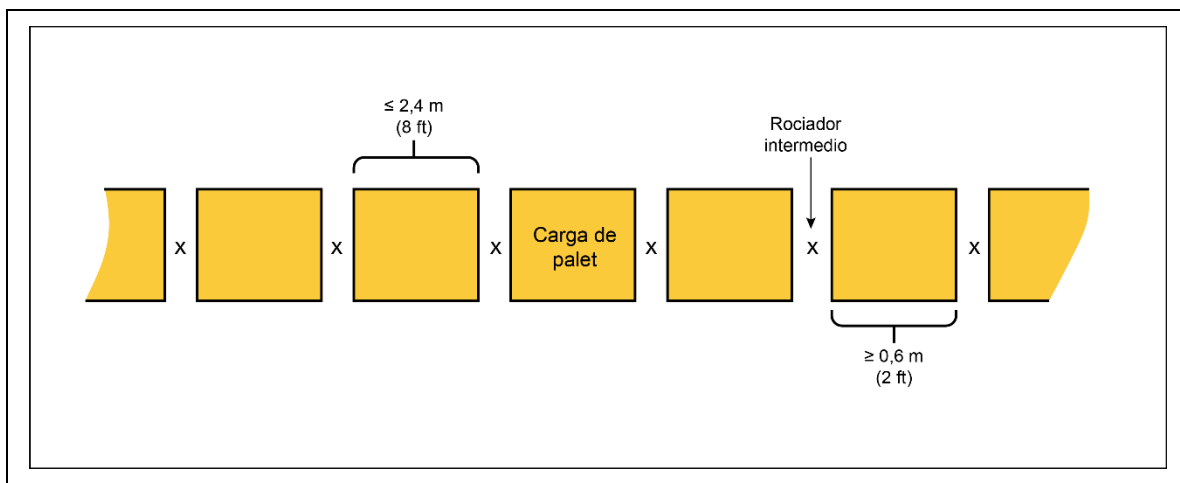 ≤ 2,4 m
(8 ft)
Rociador
intermedio
x
x
x
Carga de
palet
x
x
x
≥ 0,6 m
(2 ft)